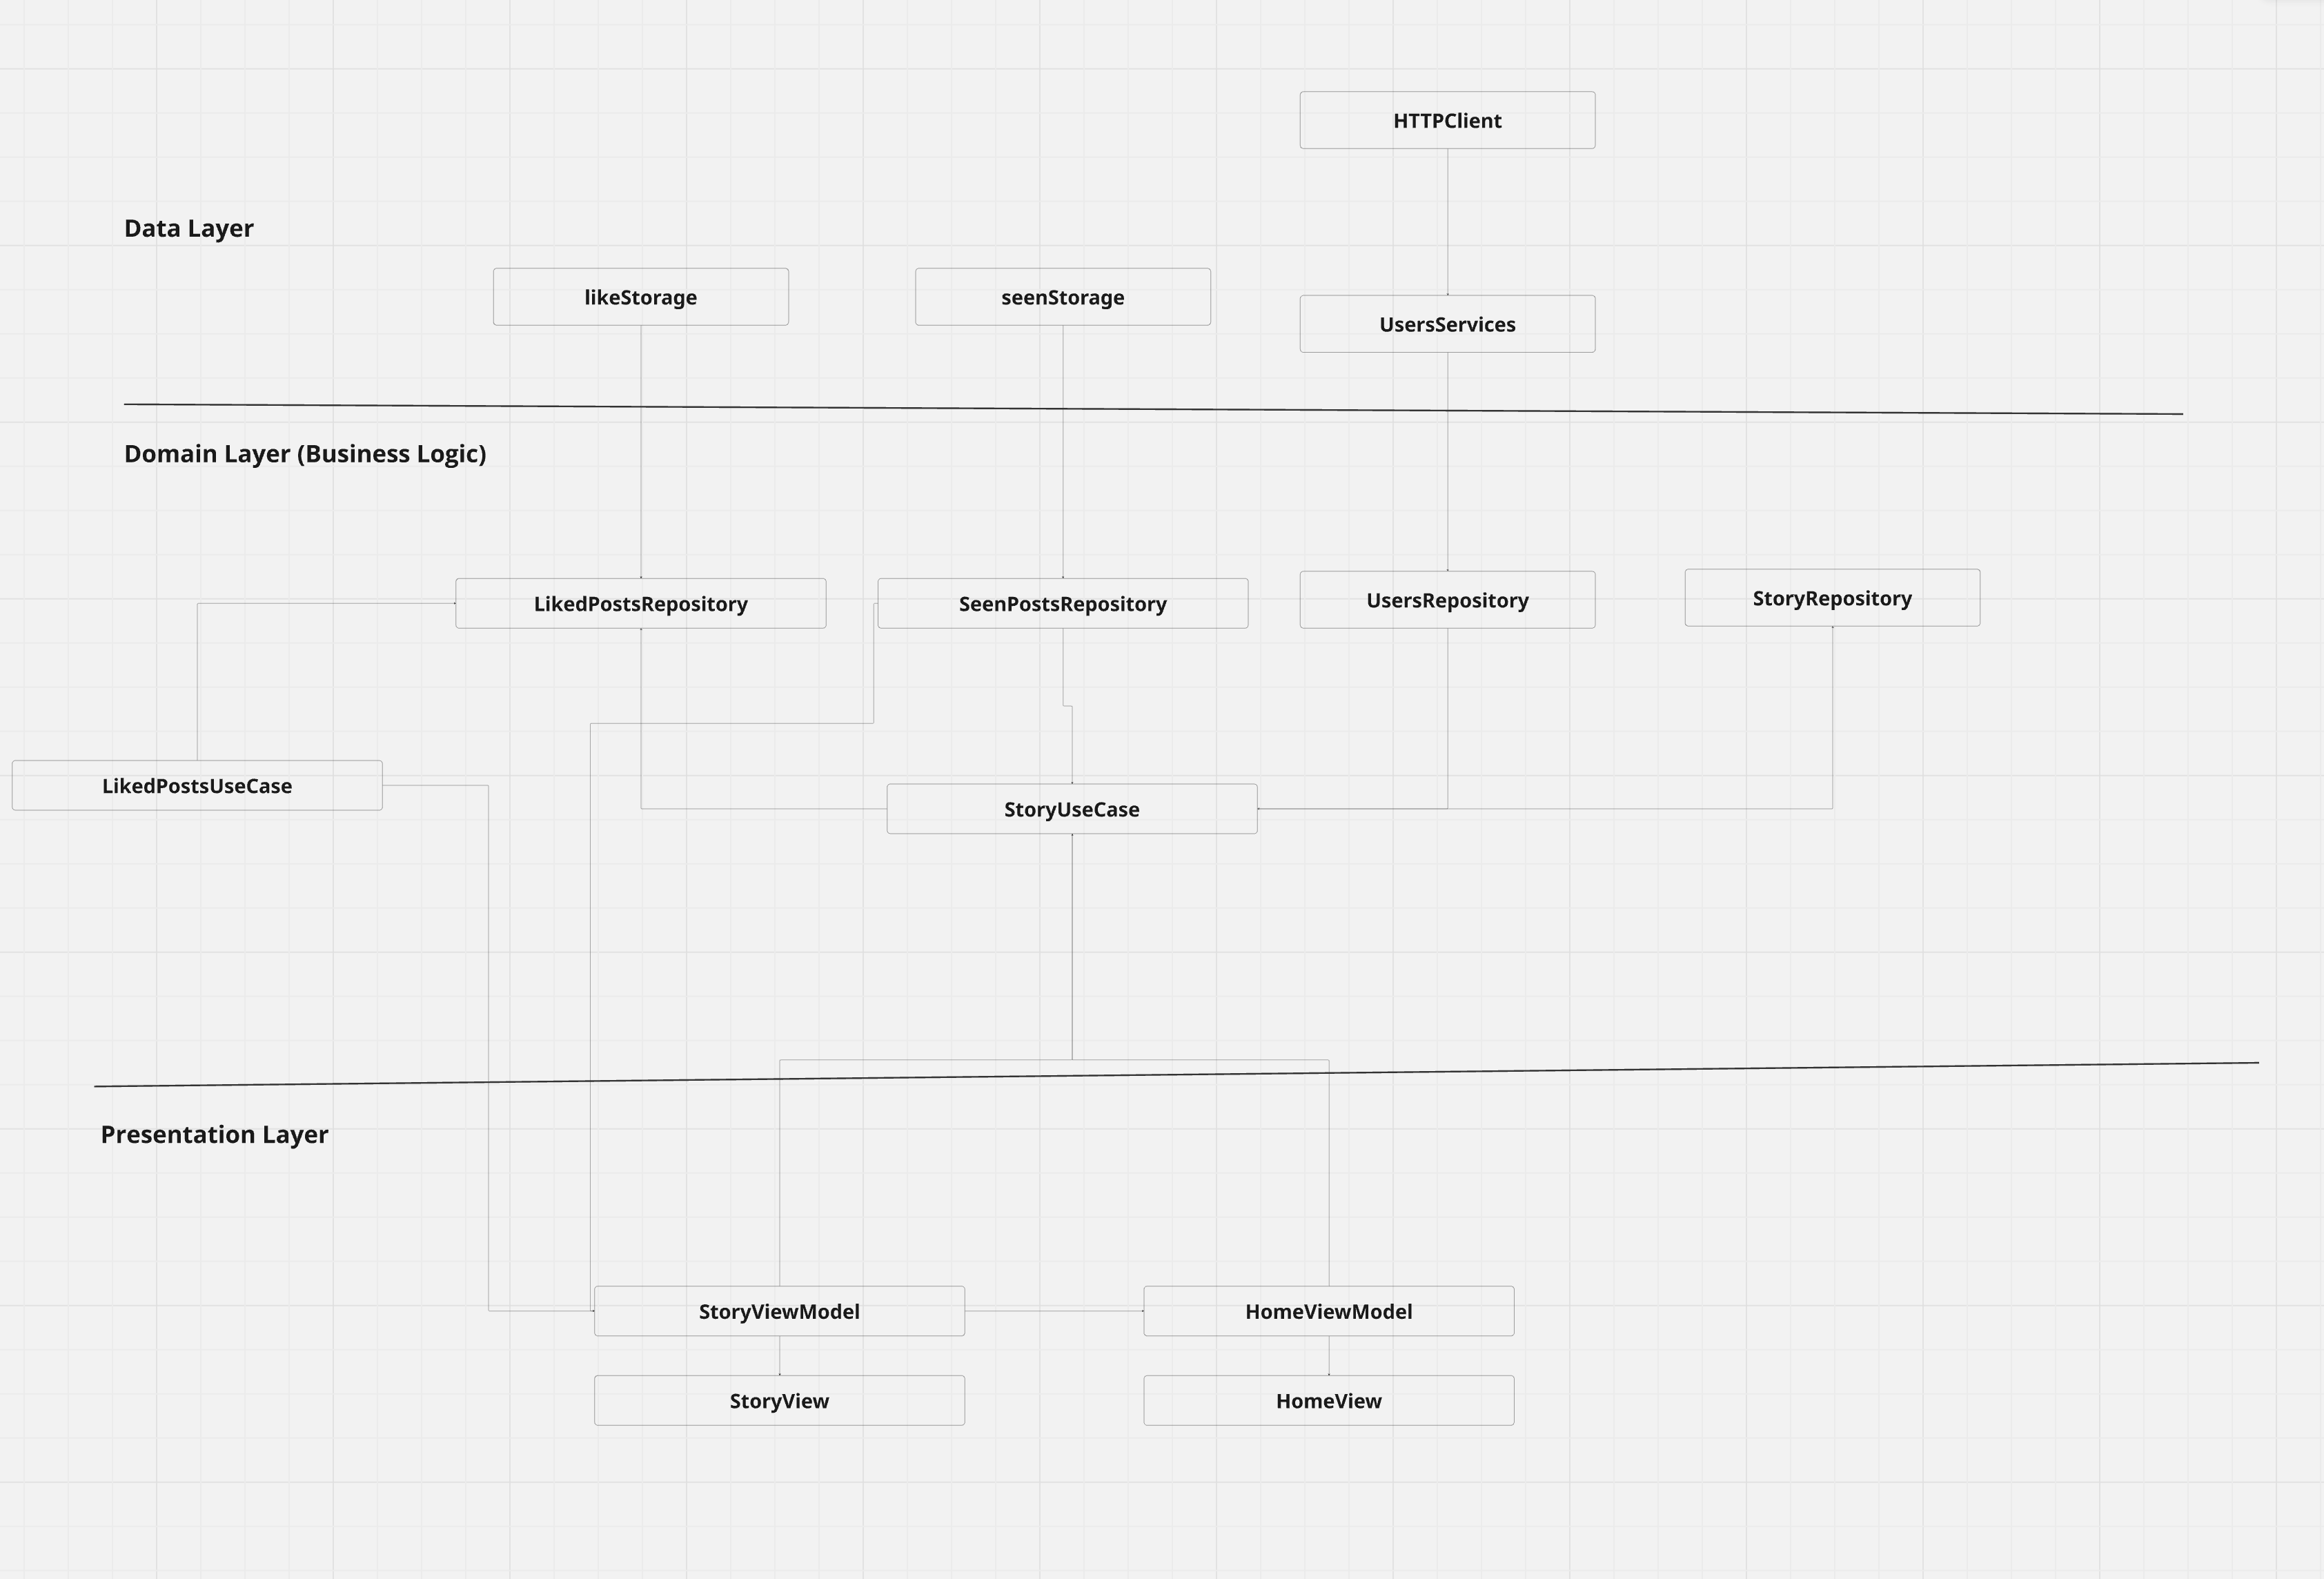 HTTPClient
Data Layer
likeStorage
seenStorage
UsersServices
Domain Layer (Business Logic)
LikedPostsRepository
SeenPostsRepository
UsersRepository
StoryRepository
LikedPostsUseCase
StoryUseCase
Presentation Layer
StoryViewModel
HomeViewModel
StoryView
HomeView